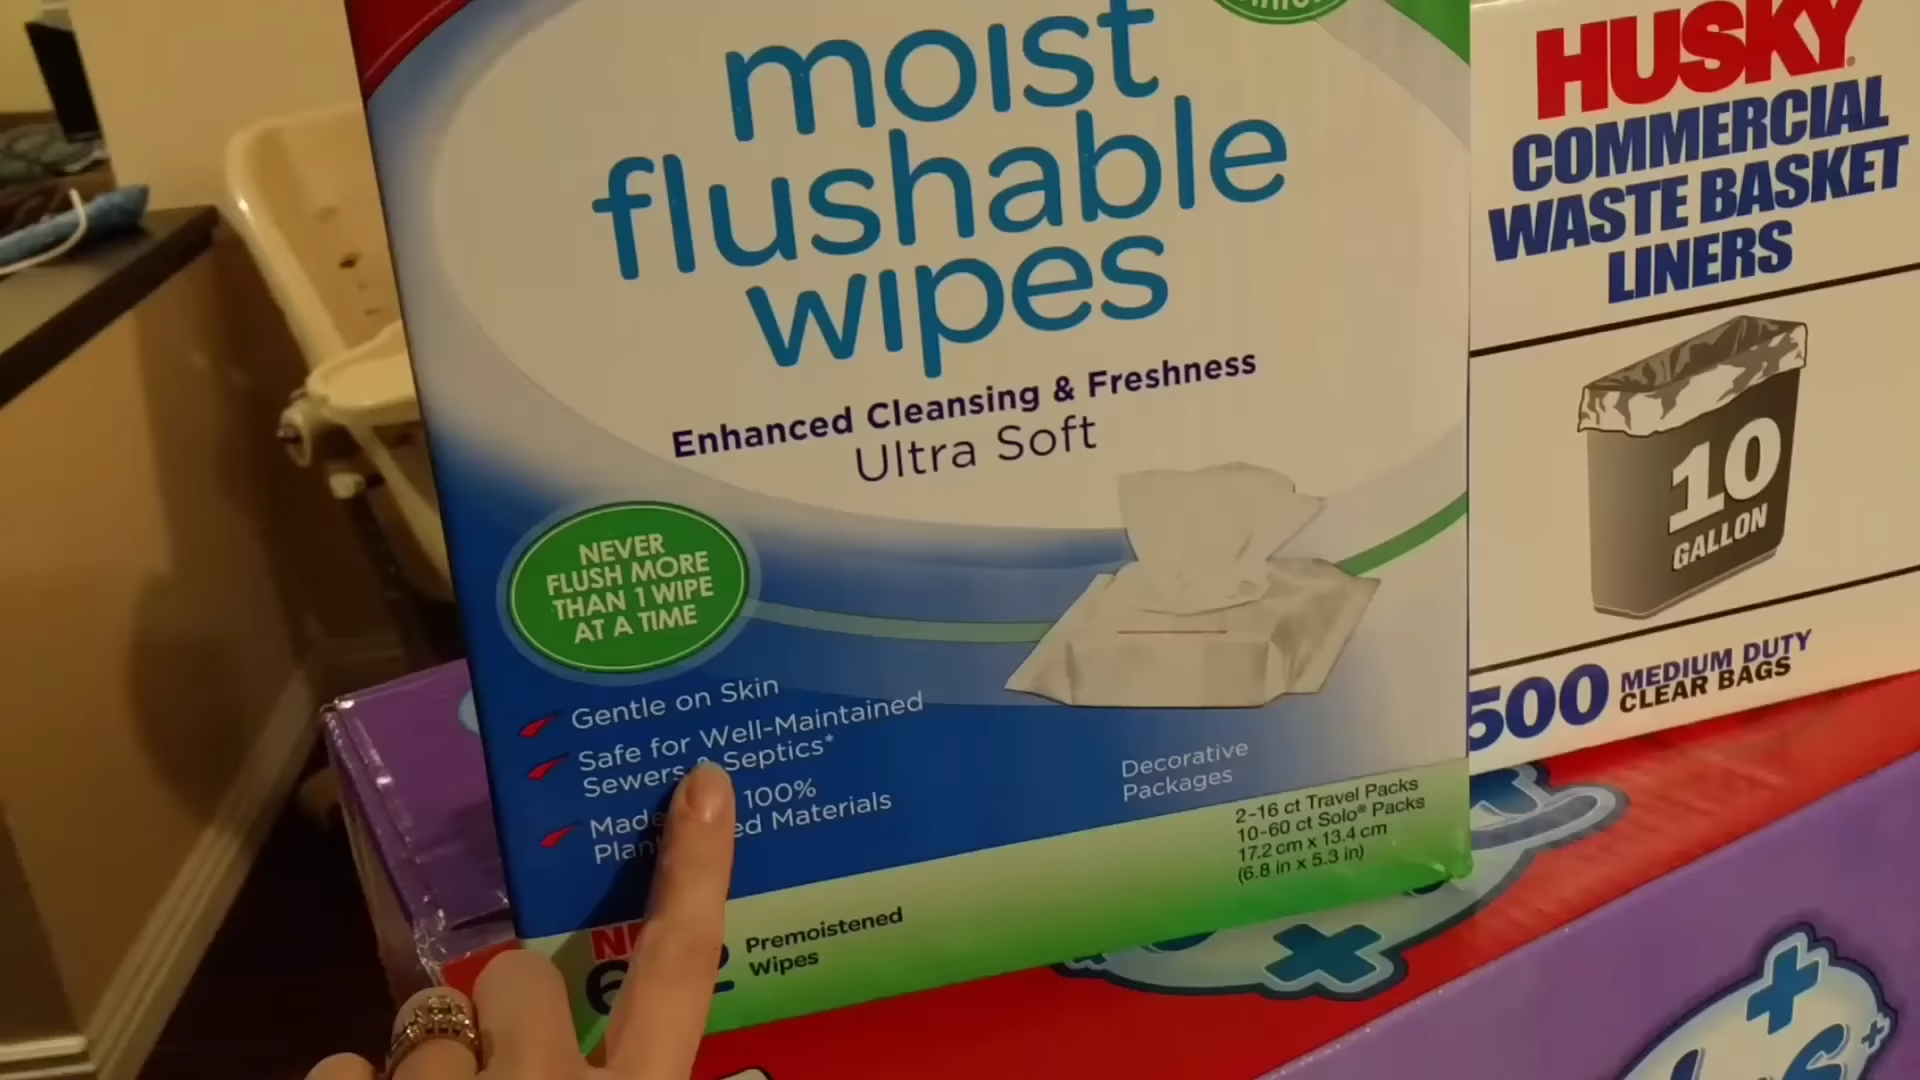 moist
flushable
wipes
Enhanced Cleansing & Freshness
Ultra Soft
NEVER
FLUSH MORE
THAN 1 WIPE
AT A TIME
Gentle on Skin
Safe for Well-Maintained
Sewers & Septics*
Made 100%
Materials
Decorative
Packages
2-16 ct Travel Packs
10-60 ct Solo® Packs
17.2 cm x 13.4 cm
(6.8 in x 5.3 in)
Premoistened
Wipes
HUSKY
COMMERCIAL
WASTE BASKET
LINERS
10
GALLON
500 MEDIUM DUTY
CLEAR BAGS